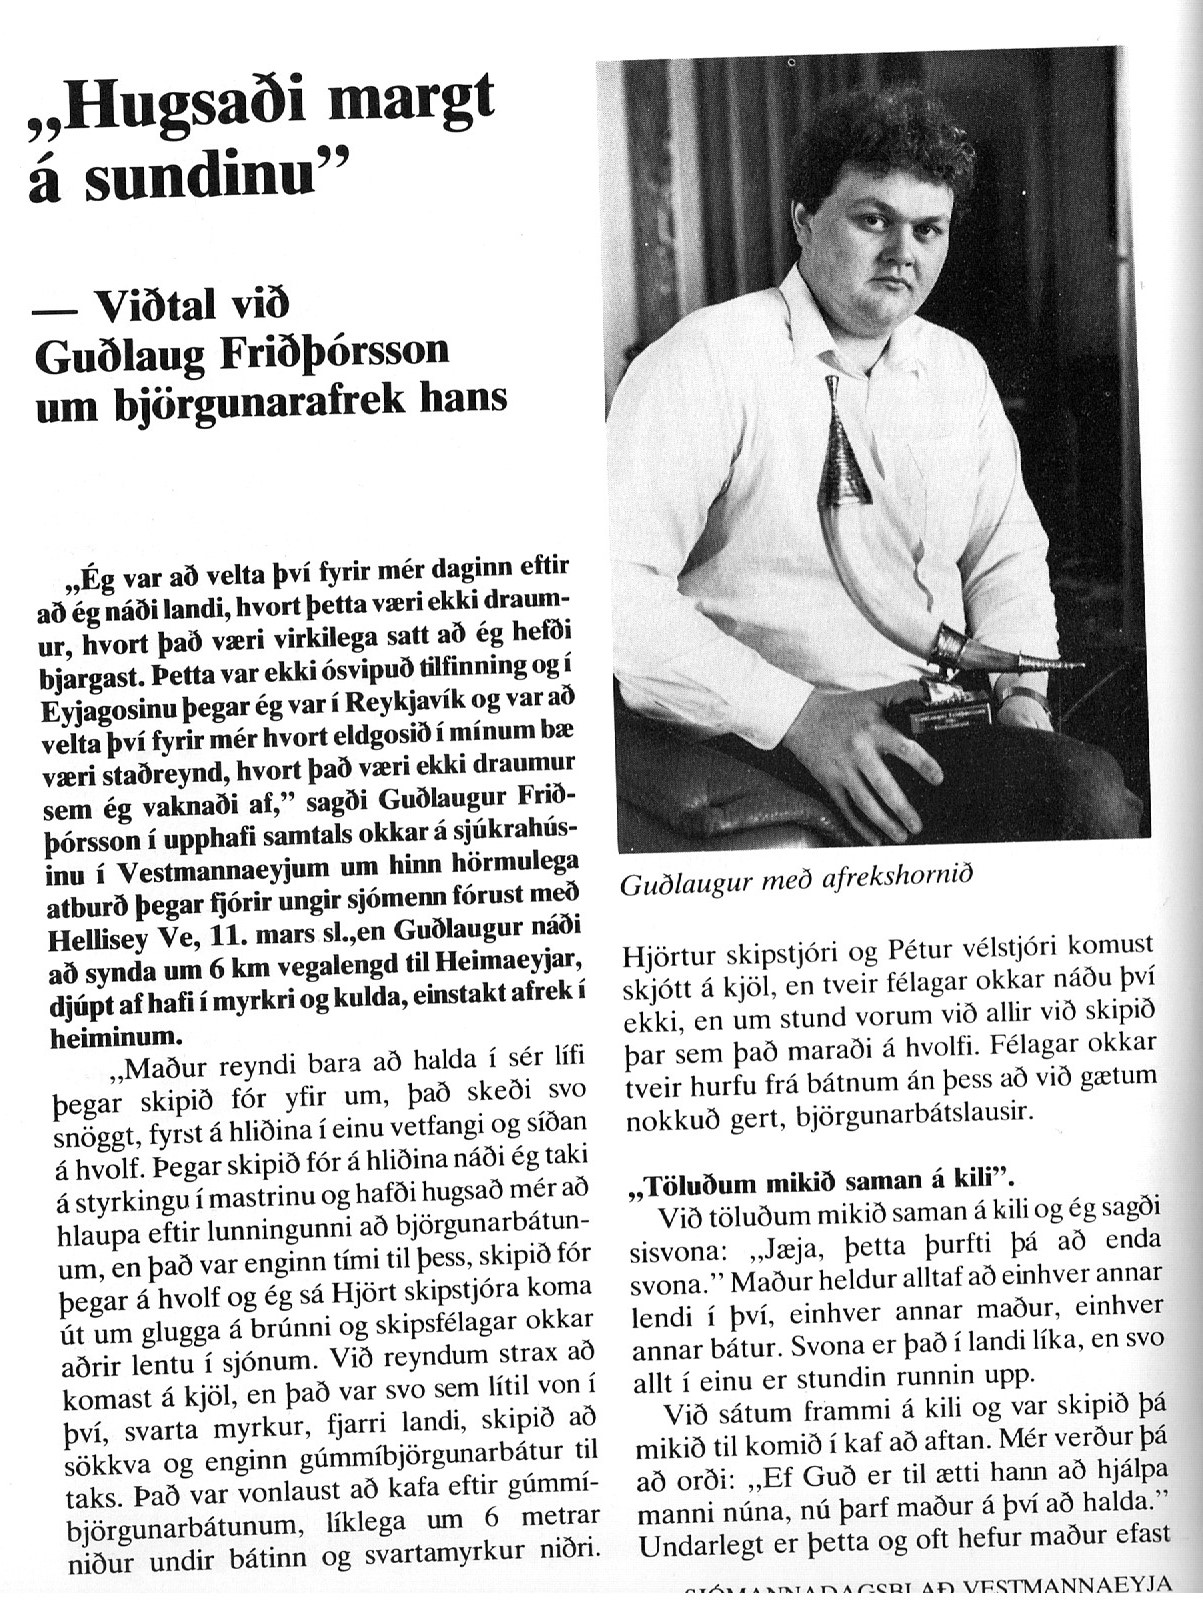 „Hugsaði margt
á sundinu”
— Viðtal við
Guðlaug Friðþórsson
um björgunarafrek hans
„Ég var að velta því fyrir mér daginn eftir
að ég náði landi, hvort þetta væri ekki draum-
ur, hvort það væri virkilega satt að ég hefði
bjargast. Þetta var ekki ósvipuð tilfinning og í
Eyjagosinu þegar ég var í Reykjavík og var að
velta því fyrir mér hvort eldgosið í mínum bæ
væri staðreynd, hvort það væri ekki draumur
sem ég vaknaði af,” sagði Guðlaugur Frið-
þórsson í upphafi samtals okkar á sjúkrahús-
inu í Vestmannaeyjum um hinn hörmulega
atburð þegar fjórir ungir sjómenn fórust með
Hellisey Ve, 11. mars sl.,en Guðlaugur náði
að synda um 6 km vegalengd til Heimaeyjar,
djúpt af hafi í myrkri og kulda, einstakt afrek í
heiminum.
„Maður reyndi bara að halda í sér lífi
þegar skipið fór yfir um, það skeði svo
snöggt, fyrst á hliðina í einu vetfangi og síðan
á hvolf. Þegar skipið fór á hliðina náði ég taki
á styrkingu í mastrinu og hafði hugsað mér að
hlaupa eftir lunningunni að björgunarbátun-
um, en það var enginn tími til þess, skipið fór
þegar á hvolf og ég sá Hjört skipstjóra koma
út um glugga á brúnni og skipsfélagar okkar
aðrir lentu í sjónum. Við reyndum strax að
komast á kjöl, en það var svo sem lítil von í
því, svarta myrkur, fjarri landi, skipið að
sökkva og enginn gúmmíbjörgunarbátur til
taks. Það var vonlaust að kafa eftir gúmmí-
björgunarbátunum, líklega um 6 metrar
niður undir bátinn og svartamyrkur niðri.
Guðlaugur með afrekshornið
Hjörtur skipstjóri og Pétur vélstjóri komust
skjótt á kjöl, en tveir félagar okkar náðu því
ekki, en um stund vorum við allir við skipið
þar sem það maraði á hvolfi. Félagar okkar
tveir hurfu frá bátnum án þess að við gætum
nokkuð gert, björgunarbátslausir.
„Töluðum mikið saman á kili”.
Við töluðum mikið saman á kili og ég sagði
sisvona: „Jæja, þetta þurfti þá að enda
svona.” Maður heldur alltaf að einhver annar
lendi í því, einhver annar maður, einhver
annar bátur. Svona er það í landi líka, en svo
allt í einu er stundin runnin upp.
Við sátum frammi á kili og var skipið þá
mikið til komið í kaf að aftan. Mér verður þá
að orði: „Ef Guð er til ætti hann að hjálpa
manni núna, nú þarf maður á því að halda.”
Undarlegt er þetta og oft hefur maður efast
SJÓMANNADAGSBLAÐ VESTMANNAEYJA